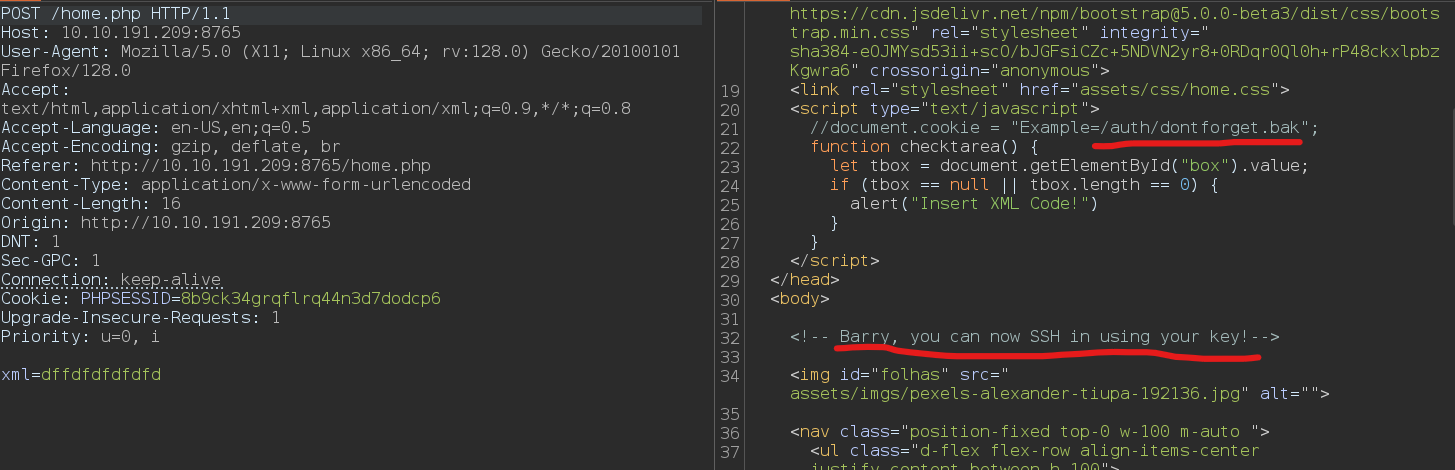 POST /home.php HTTP/1.1
Host: 10.10.191.209:8765
User-Agent: Mozilla/5.0 (X11; Linux x86_64; rv:128.0) Gecko/20100101
Firefox/128.0
Accept:
text/html,application/xhtml+xml,application/xml;q=0.9,*/*;q=0.8
Accept-Language: en-US,en;q=0.5
Accept-Encoding: gzip, deflate, br
Referer: http://10.10.191.209:8765/home.php
Content-Type: application/x-www-form-urlencoded
Content-Length: 16
Origin: http://10.10.191.209:8765
DNT: 1
Sec-GPC: 1
Connection: keep-alive
Cookie: PHPSESSID=8b9ck34grqflrq44n3d7dodcp6
Upgrade-Insecure-Requests: 1
Priority: u=0, i
xml=dffdfdfdfdfd
https://cdn.jsdelivr.net/npm/bootstrap@5.0.0-beta3/dist/css/boots
trap.min.css" rel="stylesheet" integrity="
sha384-eOJMYsd53ii+scO/bJGFsiCZc+5NDVN2yr8+0RDqr0Ql0h+rP48ckxlpbz
Kgwra6" crossorigin="anonymous">
19 <link rel="stylesheet" href="assets/css/home.css">
20 <script type="text/javascript">
21 //document.cookie = "Example=/auth/dontforget.bak";
22 function checktarea() {
23 let tbox = document.getElementById("box").value;
24 if (tbox == null || tbox.length == 0) {
25 alert("Insert XML Code!")
26 }
27 }
28 </script>
29 </head>
30 <body>
31
32 <!-- Barry, you can now SSH in using your key!-->
33
34 <img id="folhas" src="
assets/imgs/pexels-alexander-tiupa-192136.jpg" alt="">
35
36 <nav class="position-fixed top-0 w-100 m-auto ">
37 <ul class="d-flex flex-row align-items-center
justify-content-between h-100">